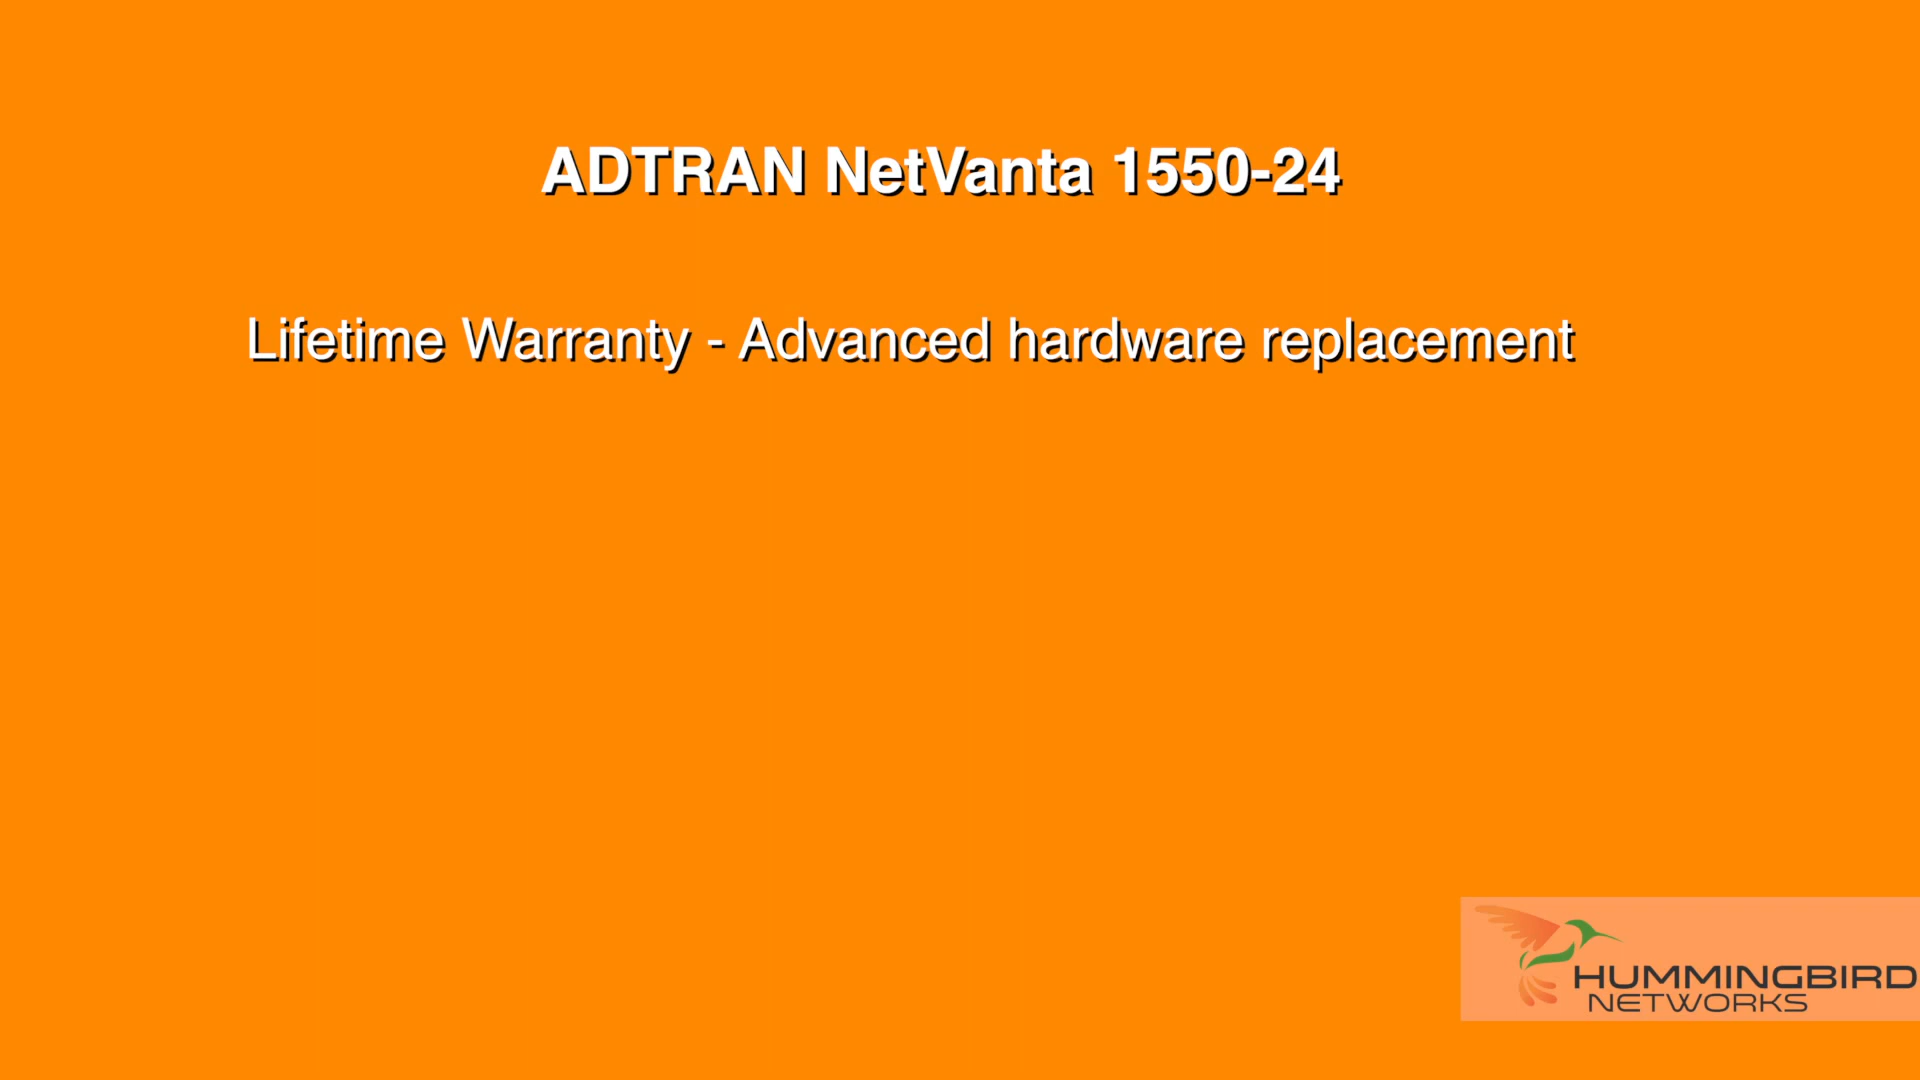 ADTRAN NetVanta 1550-24
Lifetime Warranty - Advanced hardware replacement
HUMMINGBIRD
NETWORKS